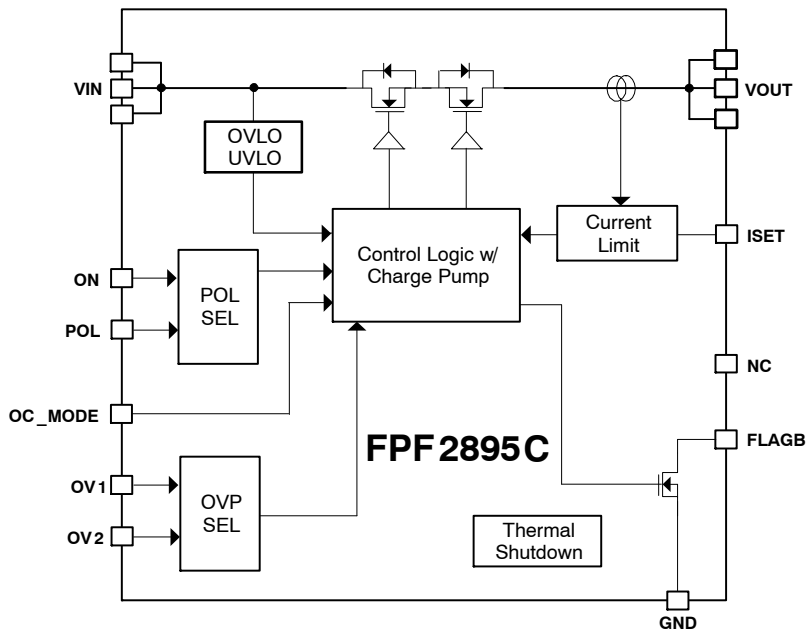 VIN
VOUT
OVLO
UVLO
Control Logic w/
Charge Pump
Current
Limit
ISET
ON
POL
SEL
POL
NC
OC_MODE
FPF2895C
FLAGB
OV1
OVP
SEL
OV2
Thermal
Shutdown
GND